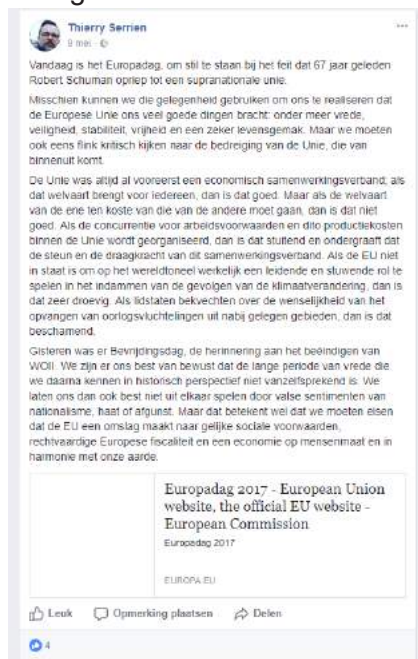 Thierry Serrien
9 mei
Vandaag is het Europadag, om stil te staan bij het feit dat 67 jaar geleden
Robert Schuman opriep tot een supranationale unie.
Misschien kunnen we die gelegenheid gebruiken om ons te realiseren dat
de Europese Unie ons veel goede dingen bracht: onder meer vrede,
veiligheid, stabiliteit, vrijheid en een zeker levensgemak. Maar we moeten
ook eens flink kritisch kijken naar de bedreiging van de Unie, die van
binnenuit komt.
De Unie was altijd al vooreerst een economisch samenwerkingsverband; als
dat welvaart brengt voor iedereen, dan is dat goed. Maar als de welvaart
van de ene ten koste van die van de andere moet gaan, dan is dat niet
goed. Als de concurrentie voor arbeidsvoorwaarden en dito productiekosten
binnen de Unie wordt georganiseerd, dan is dat stuitend en ondergraaft dat
de steun en de draagkracht van dit samenwerkingsverband. Als de EU niet
in staat is om op het wereldtoneel werkelijk een leidende en stuwende rol te
spelen in het indammen van de gevolgen van de klimaatverandering, dan is
dat zeer droevig. Als lidstaten bekvechten over de wenselijkheid van het
opvangen van oorlogsvluchtelingen uit nabij gelegen gebieden, dan is dat
beschamend.
Gisteren was er Bevrijdingsdag, de herinnering aan het beëindigen van
WOII. We zijn er ons best van bewust dat de lange periode van vrede die
we daarna kennen in historisch perspectief niet vanzelfsprekend is. We
laten ons dan ook best niet uit elkaar spelen door valse sentimenten van
nationalisme, haat of afgunst. Maar dat betekent wel dat we moeten eisen
dat de EU een omslag maakt naar gelijke sociale voorwaarden,
rechtvaardige Europese fiscaliteit en een economie op mensenmaat en in
harmonie met onze aarde.
Europadag 2017 - European Union
website, the official EU website -
European Commission
Europadag 2017
EUROPA.EU
Leuk Opmerking plaatsen Delen
4